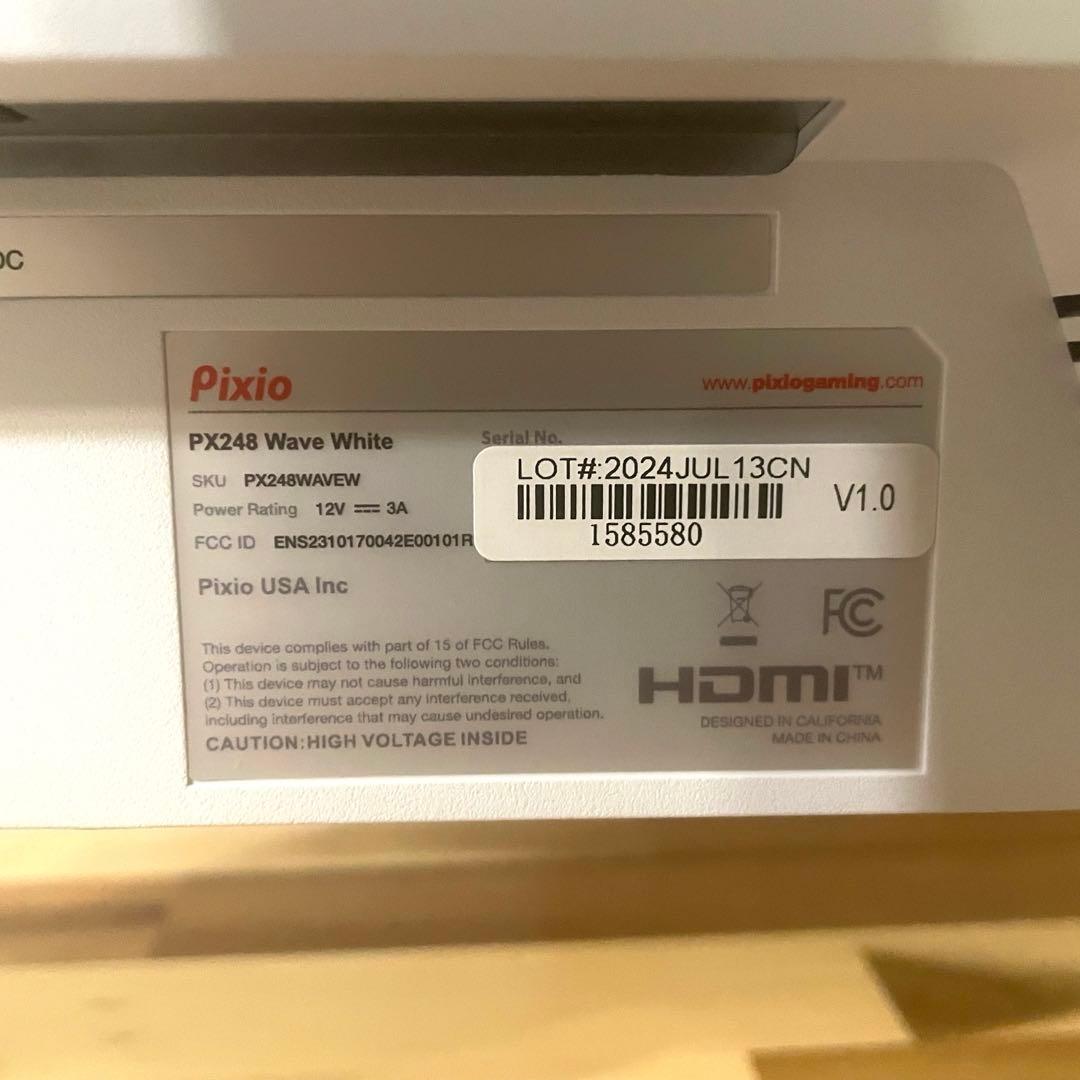 DC
Pixio
www.pixiogaming.com
PX248 Wave White
Serial No.
SKU PX248WAVEW
LOT#:2024JUL13CN
Power Rating 12V 3A
V1.0
FCC ID ENS2310170042E00101R
1585580
Pixio USA Inc
FC
This device complies with part of 15 of FCC Rules.
Operation is subject to the following two conditions:
(1) This device may not cause harmful interference, and
(2) This device must accept any interference received,
including interference that may cause undesired operation.
CAUTION:HIGH VOLTAGE INSIDE
HDMI™
DESIGNED IN CALIFORNIA
MADE IN CHINA